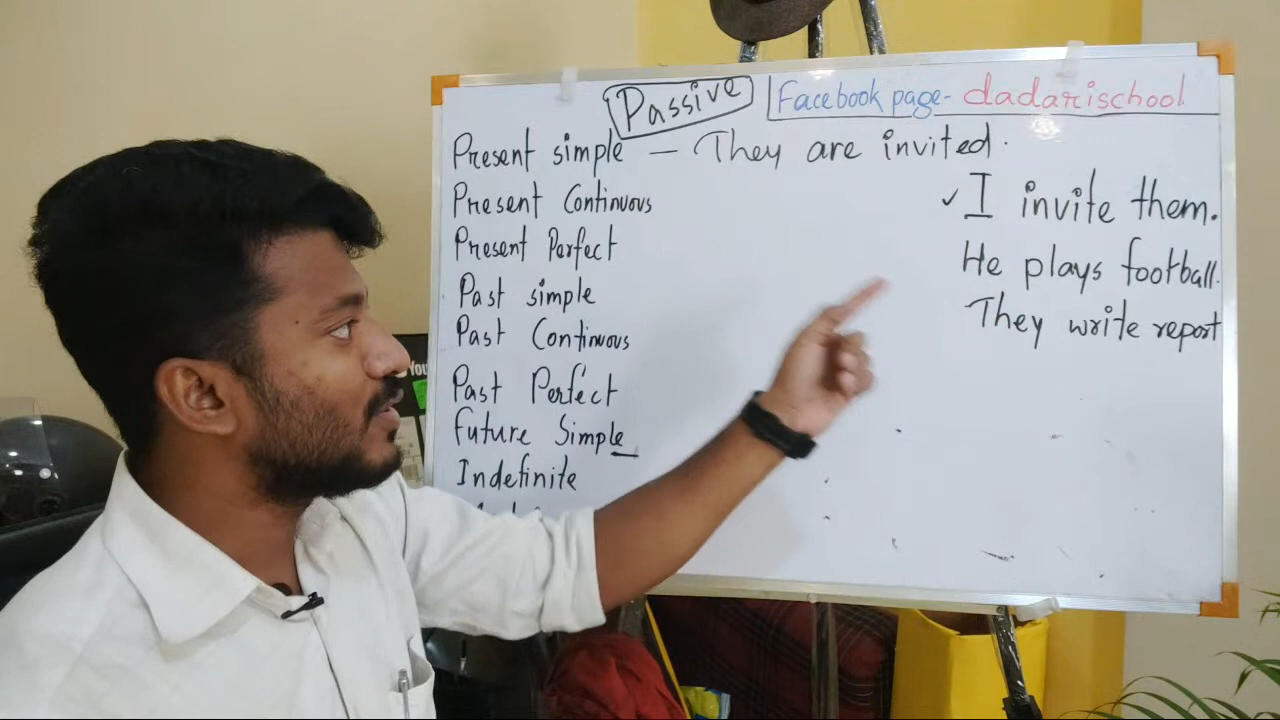 Passive
Facebook page- dadarischool
Present simple — They are invited.
Present Continuous
Present Perfect
Past simple
Past Continuous
Past Perfect
future Simple
Indefinite
✓ I invite them.
He plays football.
They write report
You